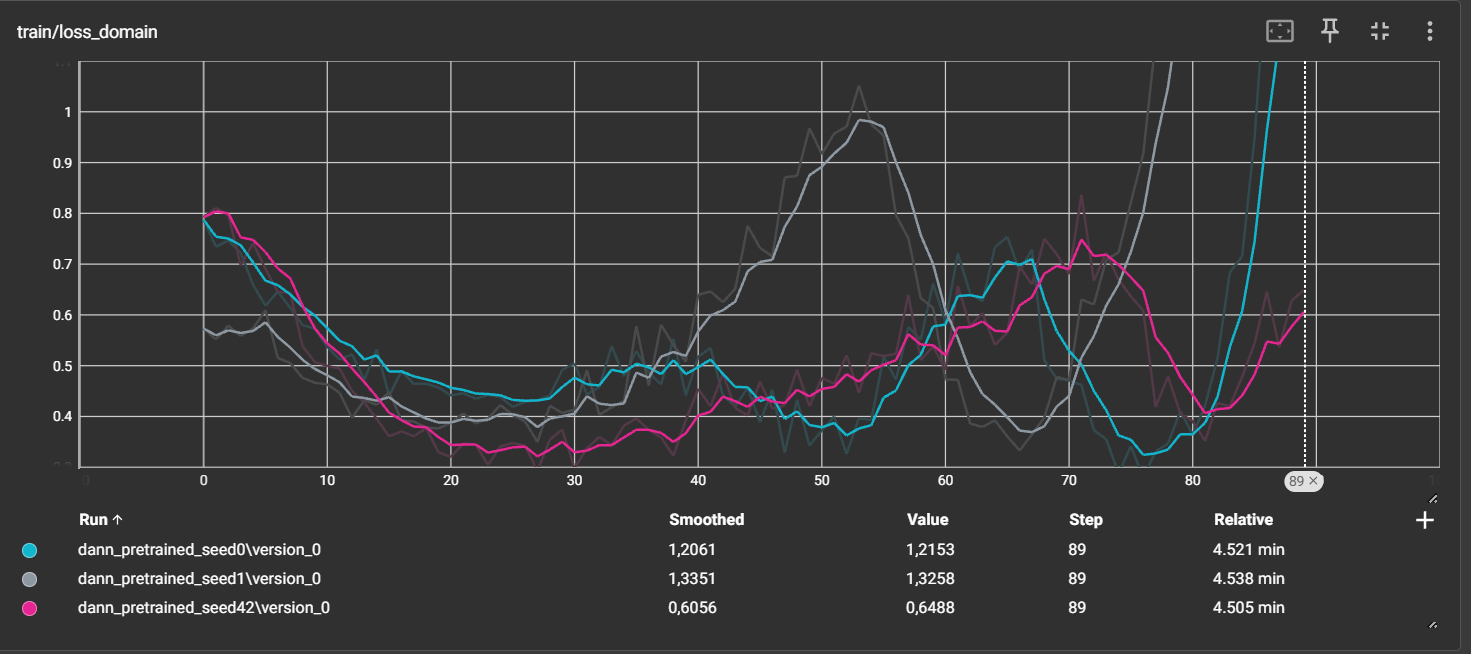 train/loss_domain
1
0.9
0.8
0.7
0.6
0.5
0.4
0 10 20 30 40 50 60 70 80 89 ×
Run ↑ Smoothed Value Step Relative +
dann_pretrained_seed0\version_0 1,2061 1,2153 89 4.521 min
dann_pretrained_seed1\version_0 1,3351 1,3258 89 4.538 min
dann_pretrained_seed42\version_0 0,6056 0,6488 89 4.505 min